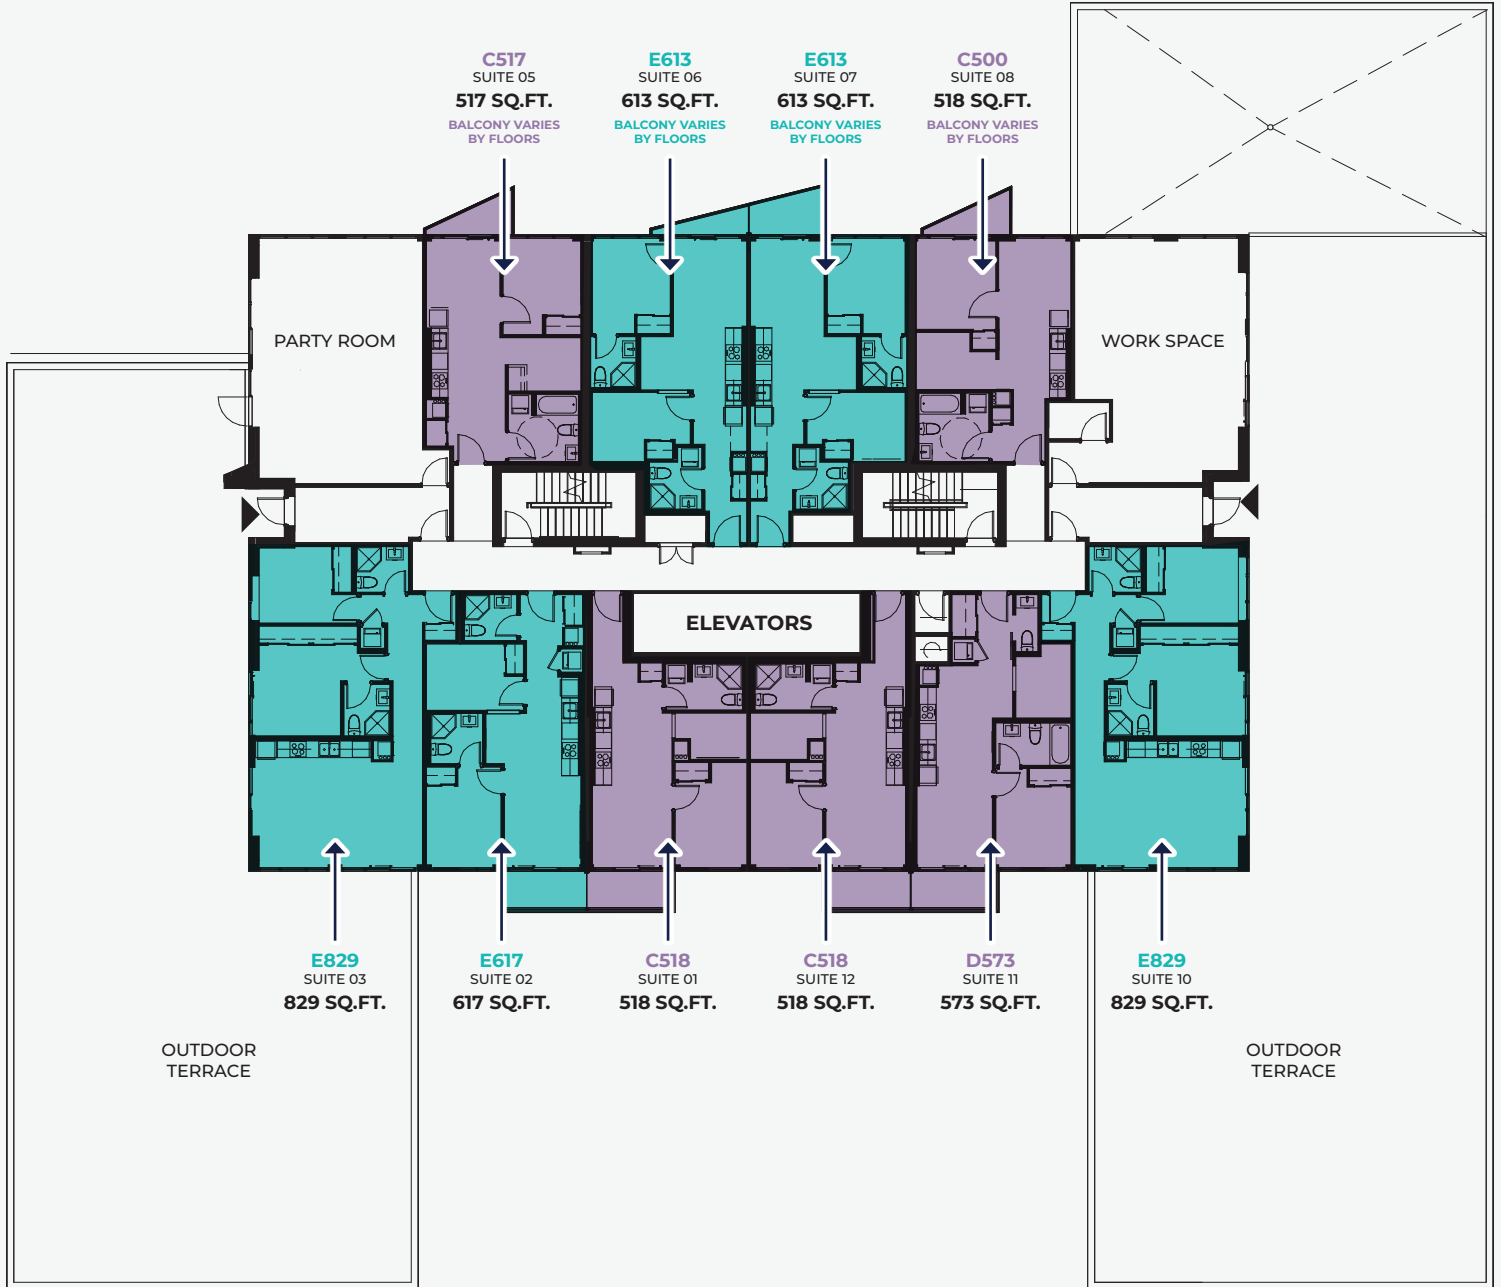 C517
SUITE 05
517 SQ.FT.
BALCONY VARIES
BY FLOORS
E613
SUITE 06
613 SQ.FT.
BALCONY VARIES
BY FLOORS
E613
SUITE 07
613 SQ.FT.
BALCONY VARIES
BY FLOORS
C500
SUITE 08
518 SQ.FT.
BALCONY VARIES
BY FLOORS
PARTY ROOM
WORK SPACE
ELEVATORS
E829
SUITE 03
829 SQ.FT.
E617
SUITE 02
617 SQ.FT.
C518
SUITE 01
518 SQ.FT.
C518
SUITE 12
518 SQ.FT.
D573
SUITE 11
573 SQ.FT.
E829
SUITE 10
829 SQ.FT.
OUTDOOR
TERRACE
OUTDOOR
TERRACE